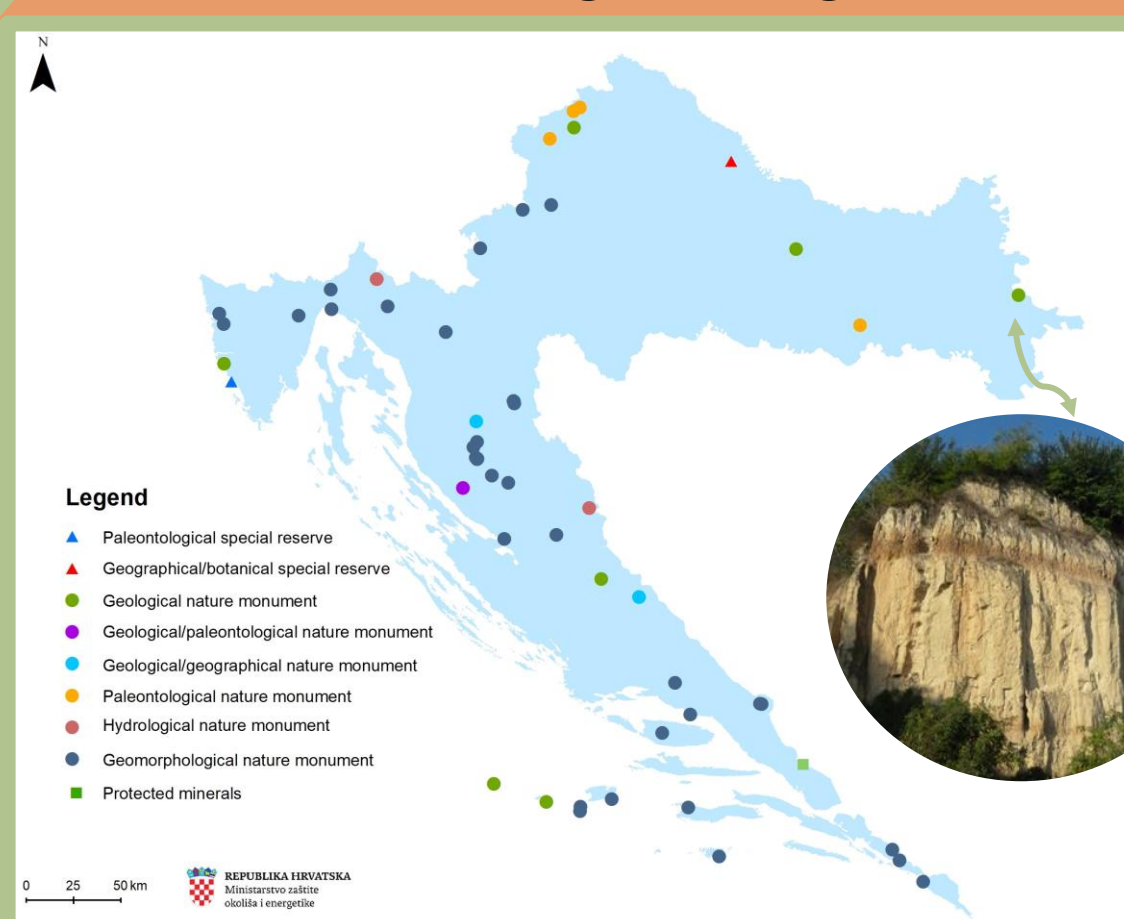 N
Legend
Paleontological special reserve
Geographical/botanical special reserve
Geological nature monument
Geological/paleontological nature monument
Geological/geographical nature monument
Paleontological nature monument
Hydrological nature monument
Geomorphological nature monument
Protected minerals
0 25 50 km
REPUBLIKA HRVATSKA
Ministarstvo zaštite
okoliša i energetike